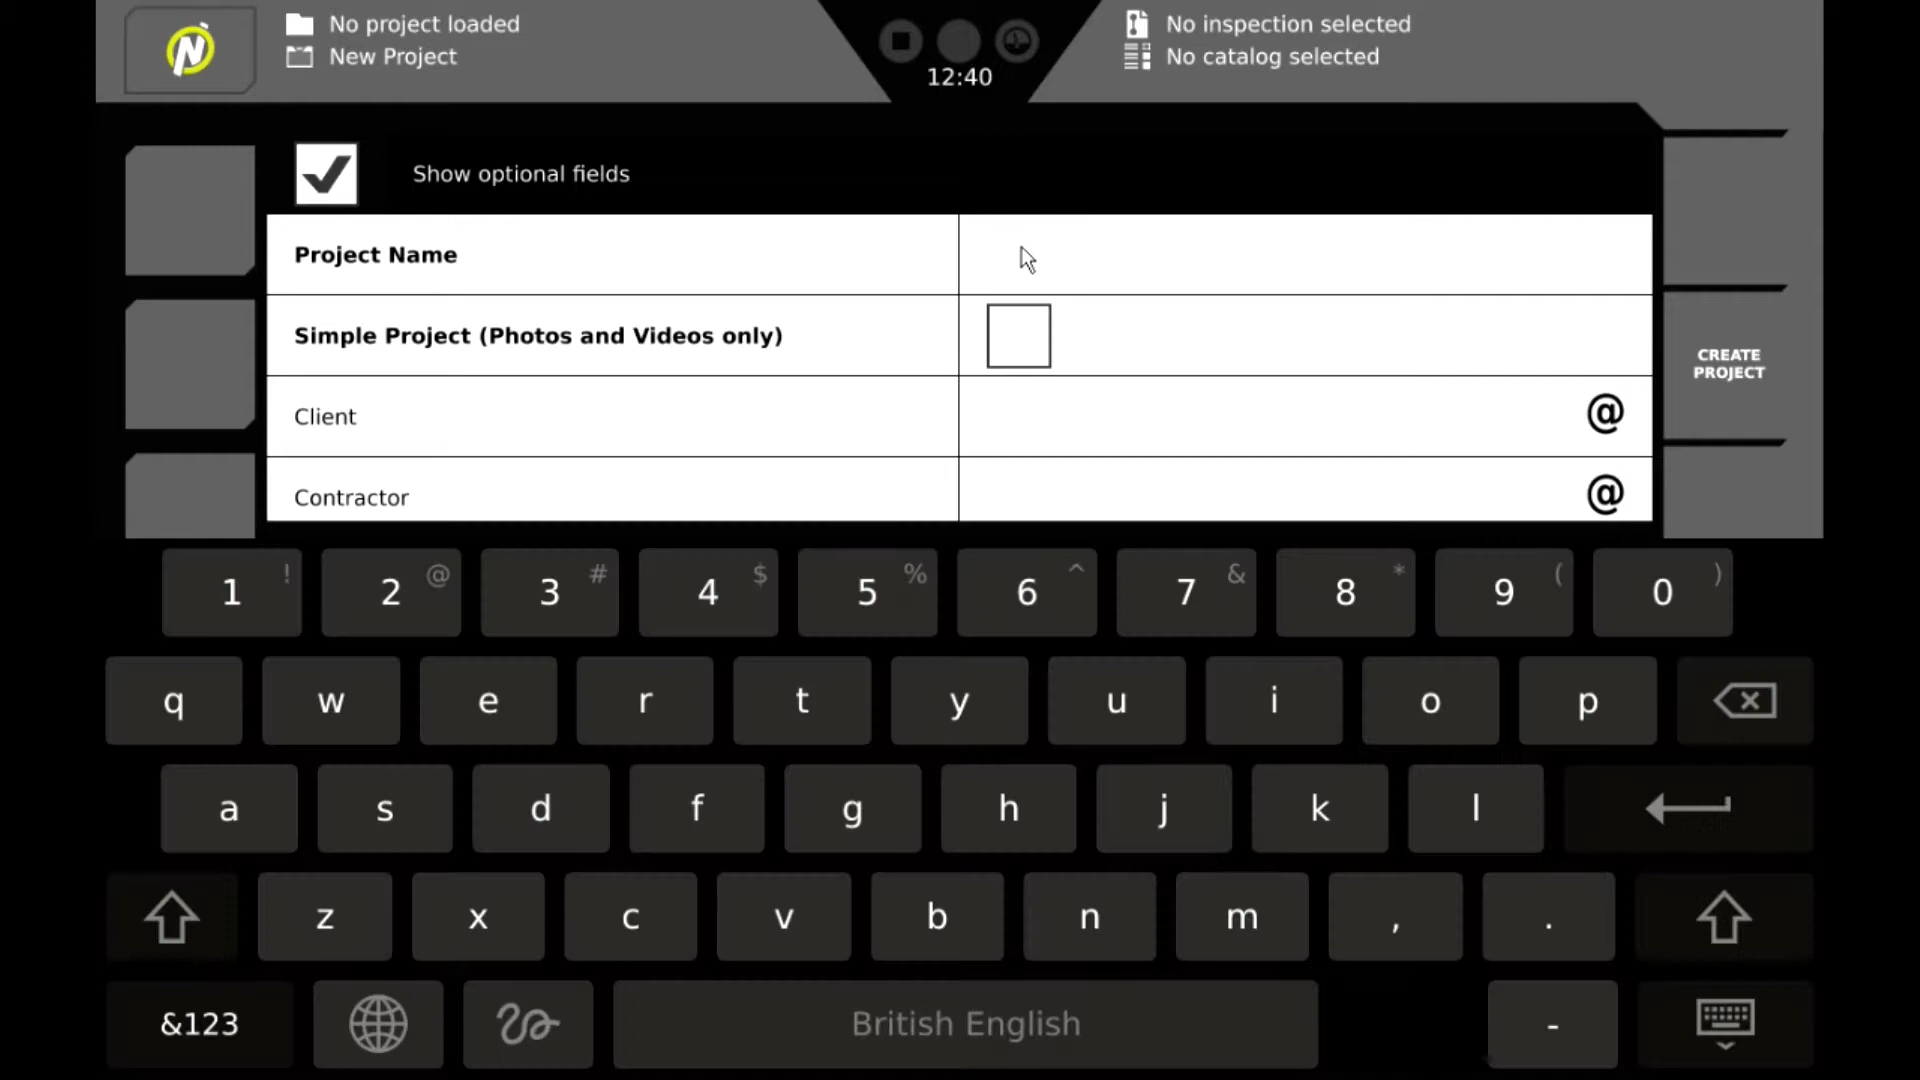 No project loaded
New Project
12:40
No inspection selected
No catalog selected
Show optional fields
Project Name
Simple Project (Photos and Videos only)
CREATE
PROJECT
Client @
Contractor @
1 ! 2 @ 3 # 4 $ 5 % 6 ^ 7 & 8 * 9 ( 0 )
q w e r t y u i o p
a s d f g h j k l
z x c v b n m , .
&123 British English -